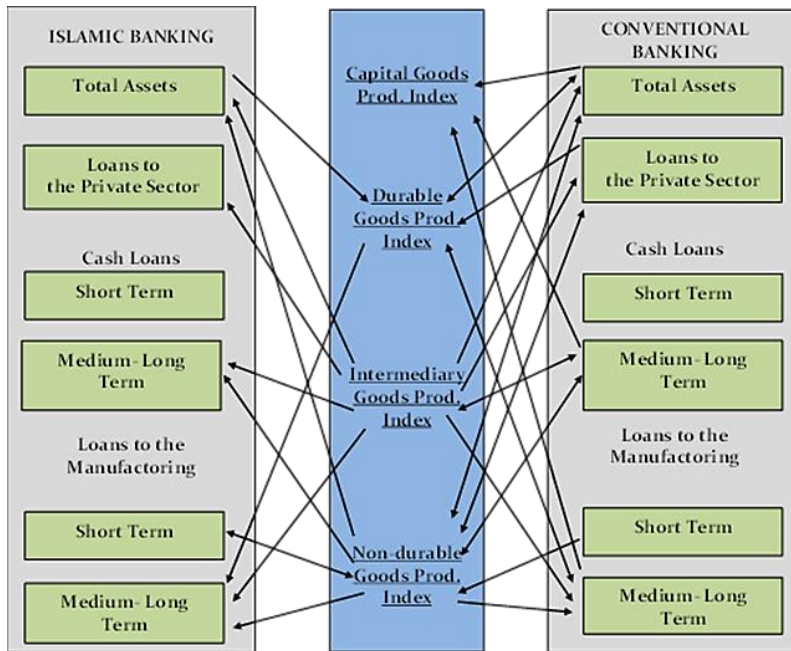 ISLAMIC BANKING
Total Assets
Loans to
the Private Sector
Cash Loans
Short Term
Medium-Long
Term
Loans to the
Manufactoring
Short Term
Medium- Long
Term
Capital Goods
Prod. Index
Durable
Goods Prod.
Index
Intermediary
Goods Prod.
Index
Non-durable
Goods Prod.
Index
CONVENTIONAL
BANKING
Total Assets
Loans to
the Private Sector
Cash Loans
Short Term
Medium-Long
Term
Loans to the
Manufactoring
Short Term
Medium-Long
Term